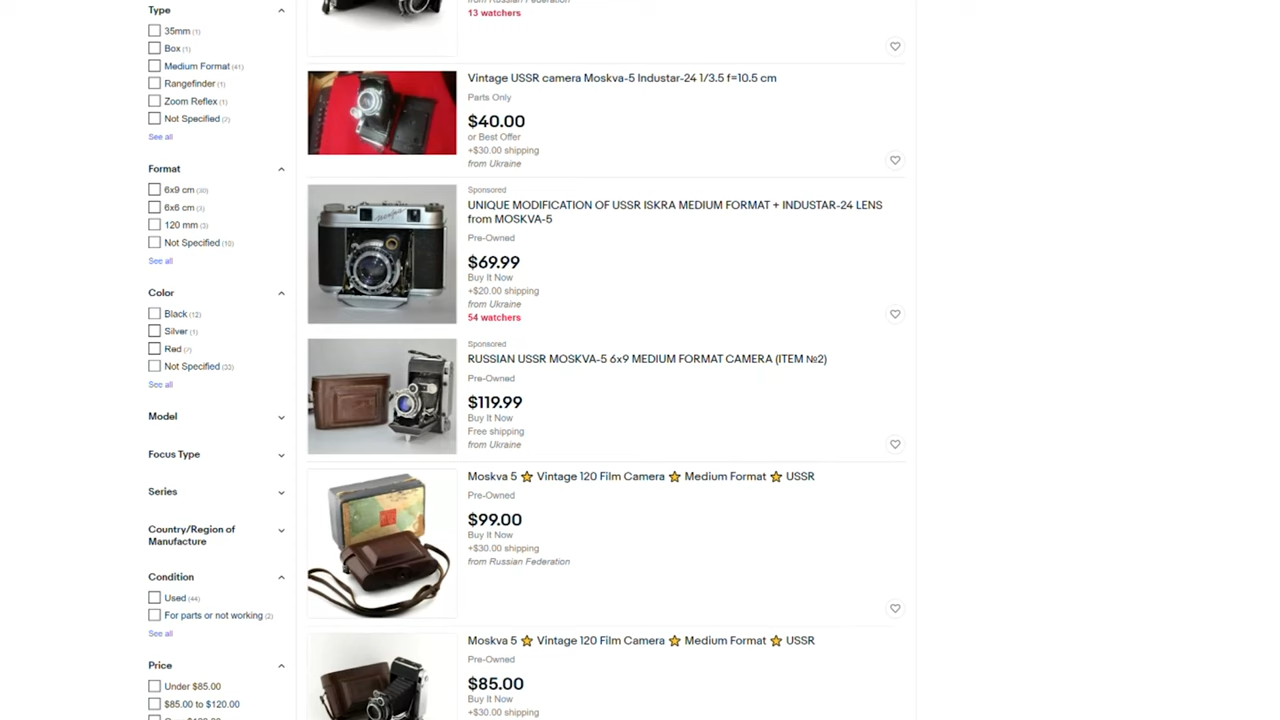 Type
35mm (1)
Box (1)
Medium Format (41)
Rangefinder (1)
Zoom Reflex (1)
Not Specified (2)
See all
Format
6x9 cm (30)
6x6 cm (3)
120 mm (3)
Not Specified (10)
See all
Color
Black (12)
Silver (1)
Red (2)
Not Specified (33)
See all
Model
Focus Type
Series
Country/Region of
Manufacture
Condition
Used (44)
For parts or not working (2)
See all
Price
Under $85.00
$85.00 to $120.00
from Russian Federation
13 watchers
Vintage USSR camera Moskva-5 Industar-24 1/3.5 f=10.5 cm
Parts Only
$40.00
or Best Offer
+$30.00 shipping
from Ukraine
Sponsored
UNIQUE MODIFICATION OF USSR ISKRA MEDIUM FORMAT + INDUSTAR-24 LENS
from MOSKVA-5
Pre-Owned
$69.99
Buy It Now
+$20.00 shipping
from Ukraine
54 watchers
Sponsored
RUSSIAN USSR MOSKVA-5 6x9 MEDIUM FORMAT CAMERA (ITEM №2)
Pre-Owned
$119.99
Buy It Now
Free shipping
from Ukraine
Moskva 5 ⭐ Vintage 120 Film Camera ⭐ Medium Format ⭐ USSR
Pre-Owned
$99.00
Buy It Now
+$30.00 shipping
from Russian Federation
Moskva 5 ⭐ Vintage 120 Film Camera ⭐ Medium Format ⭐ USSR
Pre-Owned
$85.00
Buy It Now
+$30.00 shipping